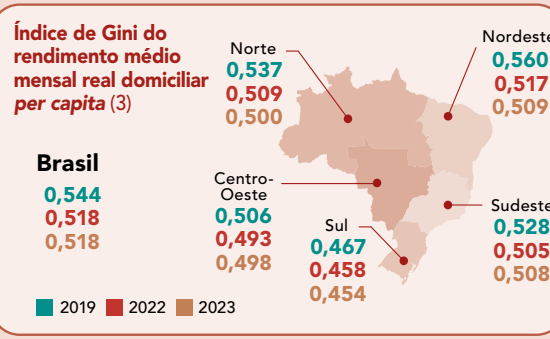 Índice de Gini do
rendimento médio
mensal real domiciliar
per capita (3)
Brasil
0,544
0,518
0,518
Norte
0,537
0,509
0,500
Nordeste
0,560
0,517
0,509
Centro-
Oeste
0,506
0,493
0,498
Sul
0,467
0,458
0,454
Sudeste
0,528
0,505
0,508
2019 2022 2023